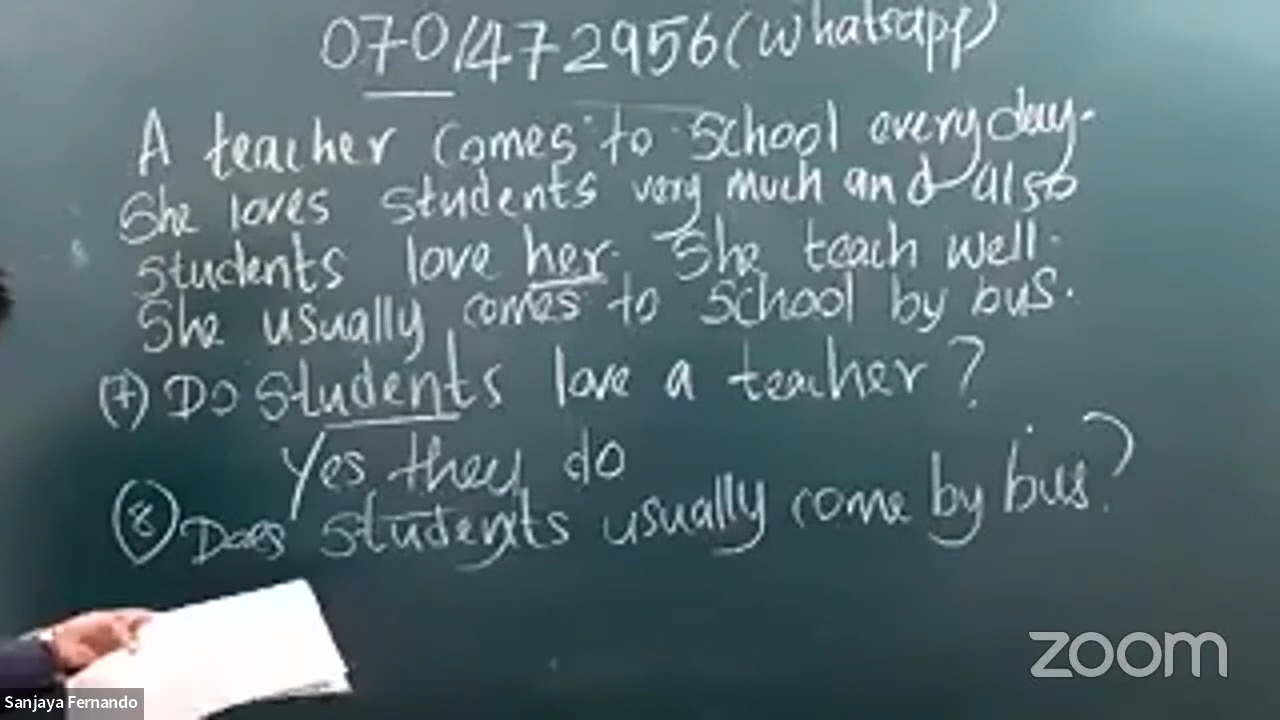 070/472956(whatsapp)
A teacher comes to school everyday.
She loves students very much and also
students love her. She teach well.
She usually comes to school by bus.
(7) Do students love a teacher?
Yes they do
(8) Does students usually come by bus?
zoom
Sanjaya Fernando